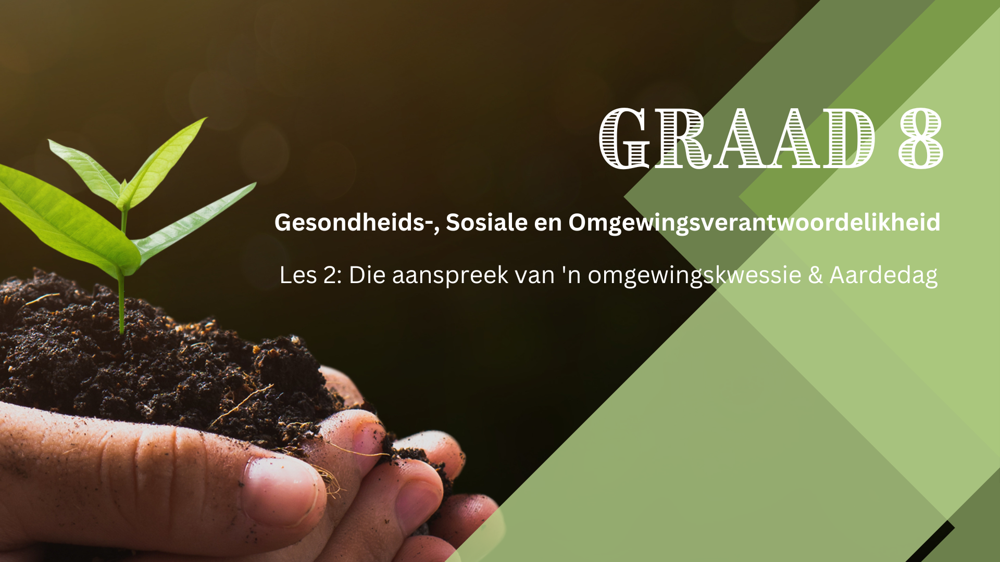 GRAAD 8
Gesondheids-, Sosiale en Omgewingsverantwoordelikheid
Les 2: Die aanspreek van 'n omgewingskwessie & Aardedag